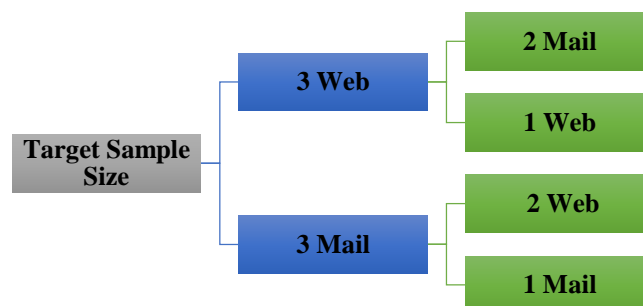 Target Sample
Size
3 Web
2 Mail
1 Web
3 Mail
2 Web
1 Mail